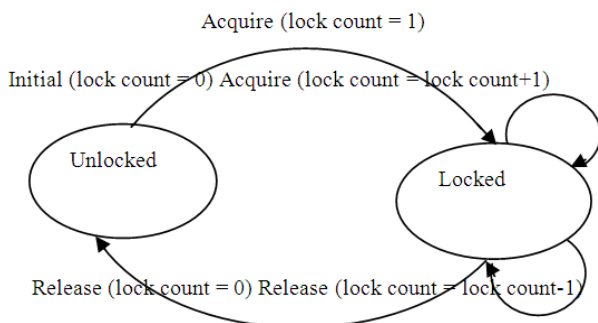 Acquire (lock count = 1)
Initial (lock count = 0) Acquire (lock count = lock count+1)
Unlocked
Locked
Release (lock count = 0) Release (lock count = lock count-1)